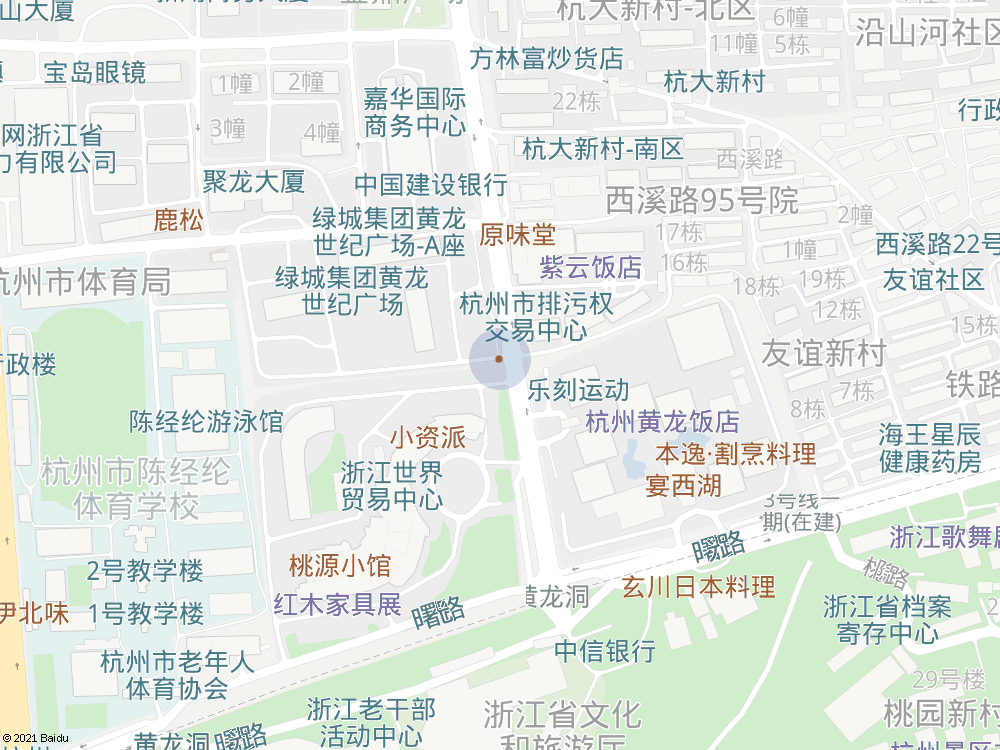 山大厦
杭大新村-北区
6幢
11幢
5栋
沿山河社区
方林富炒货店
宝岛眼镜
1幢
2幢
杭大新村
嘉华国际
商务中心
22栋
行政
3幢
4幢
网浙江省
力有限公司
杭大新村-南区
西溪路
聚龙大厦
中国建设银行
西溪路95号院
鹿松
绿城集团黄龙
世纪广场-A座
原味堂
2幢
17栋
1幢
西溪路22号
友谊社区
紫云饭店
16栋
杭州市体育局
绿城集团黄龙
世纪广场
18栋
19栋
12栋
杭州市排污权
交易中心
15栋
行政楼
友谊新村
乐刻运动
7栋
铁路
8栋
陈经纶游泳馆
杭州黄龙饭店
小资派
海王星辰
健康药房
本逸·割烹料理
宴西湖
杭州市陈经纶
体育学校
浙江世界
贸易中心
3号线一
期(在建)
曙路
浙江歌舞剧
2号教学楼
桃源小馆
玄川日本料理
黄龙洞
伊北味
1号教学楼
红木家具展
曙路
浙江省档案
寄存中心
中信银行
杭州市老年人
体育协会
29号楼
浙江老干部
活动中心
浙江省文化
和旅游厅
桃园新村
黄龙洞
曙路
© 2021 Baidu